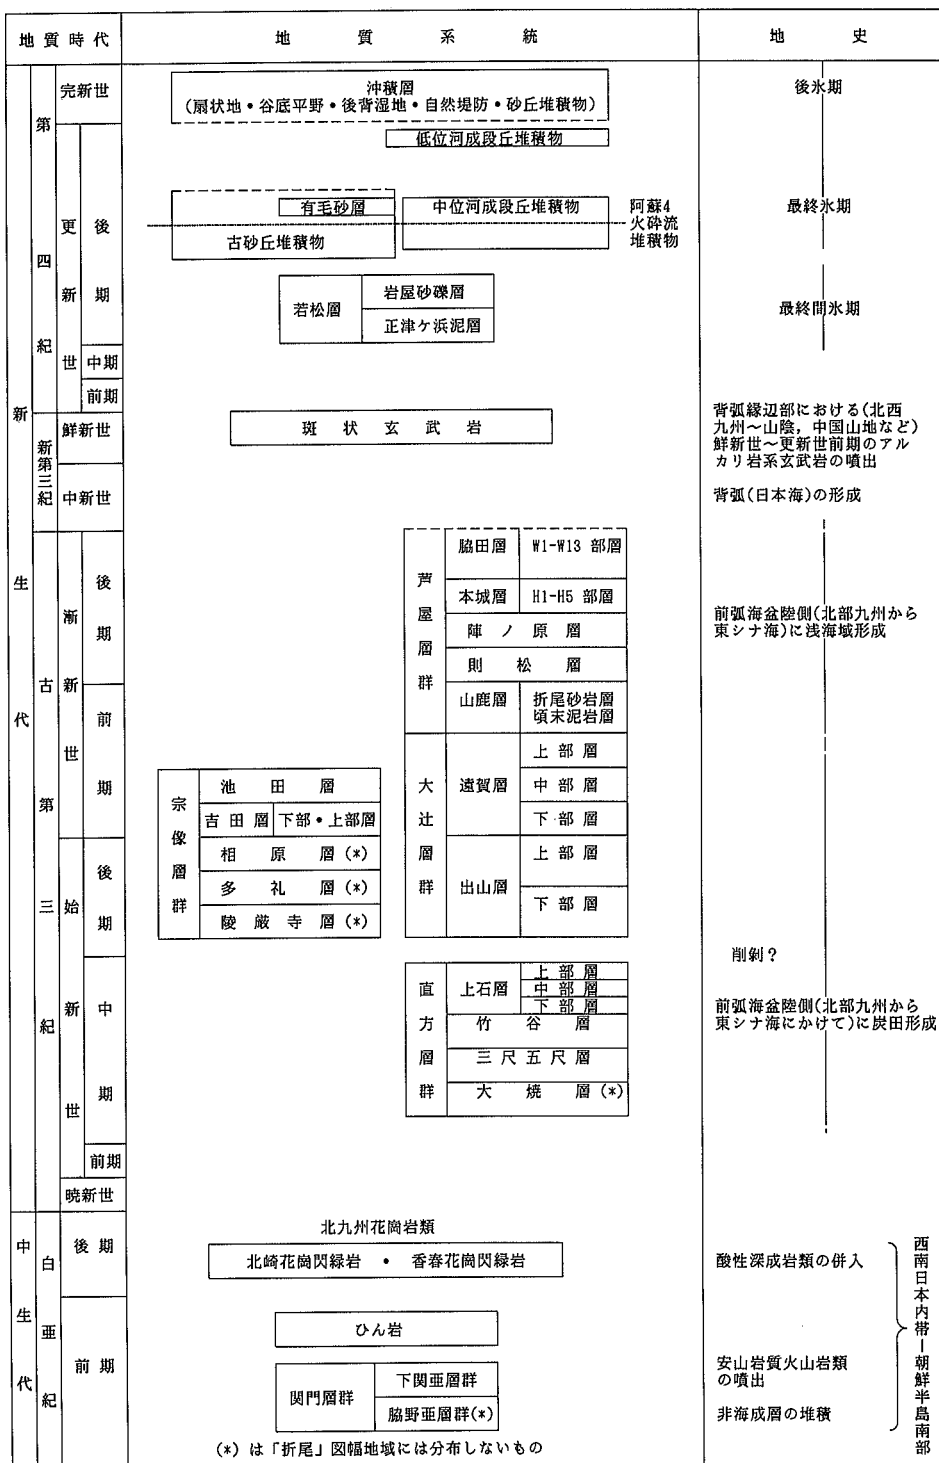 地質時代 地質系統 地史
新生代
第四紀
完新世
沖積層
(扇状地・谷底平野・後背湿地・自然堤防・砂丘堆積物)
後氷期
更新世
後期
低位河成段丘堆積物
有毛砂層
古砂丘堆積物
中位河成段丘堆積物
阿蘇4
火砕流
堆積物
最終氷期
若松層
岩屋砂礫層
正津ケ浜泥層
最終間氷期
中期
前期
新第三紀
鮮新世
斑状玄武岩
背弧縁辺部における(北西
九州〜山陰，中国山地など)
鮮新世〜更新世前期のアル
カリ岩系玄武岩の噴出
中新世
背弧(日本海)の形成
古第三紀
漸新世
後期
芦屋層群
脇田層 W1-W13 部層
本城層 H1-H5 部層
陣ノ原層
則松層
山鹿層
折尾砂岩層
頃末泥岩層
前弧海盆陸側(北部九州から
東シナ海)に浅海域形成
前期
大辻層群
遠賀層
上部層
中部層
下部層
出山層
上部層
下部層
宗像層群
池田層
吉田層 下部・上部層
相原層(*)
多礼層(*)
陵厳寺層(*)
始新世
後期
削剝？
中期
直方層群
上石層
上部層
中部層
下部層
竹谷層
三尺五尺層
大焼層(*)
前弧海盆陸側(北部九州から
東シナ海にかけて)に炭田形成
前期
暁新世
中生代
白亜紀
後期
北九州花崗岩類
北崎花崗閃緑岩・香春花崗閃緑岩
酸性深成岩類の併入
前期
ひん岩
関門層群
下関亜層群
脇野亜層群(*)
安山岩質火山岩類
の噴出
非海成層の堆積
西南日本内帯ー朝鮮半島南部
(*)は「折尾」図幅地域には分布しないもの